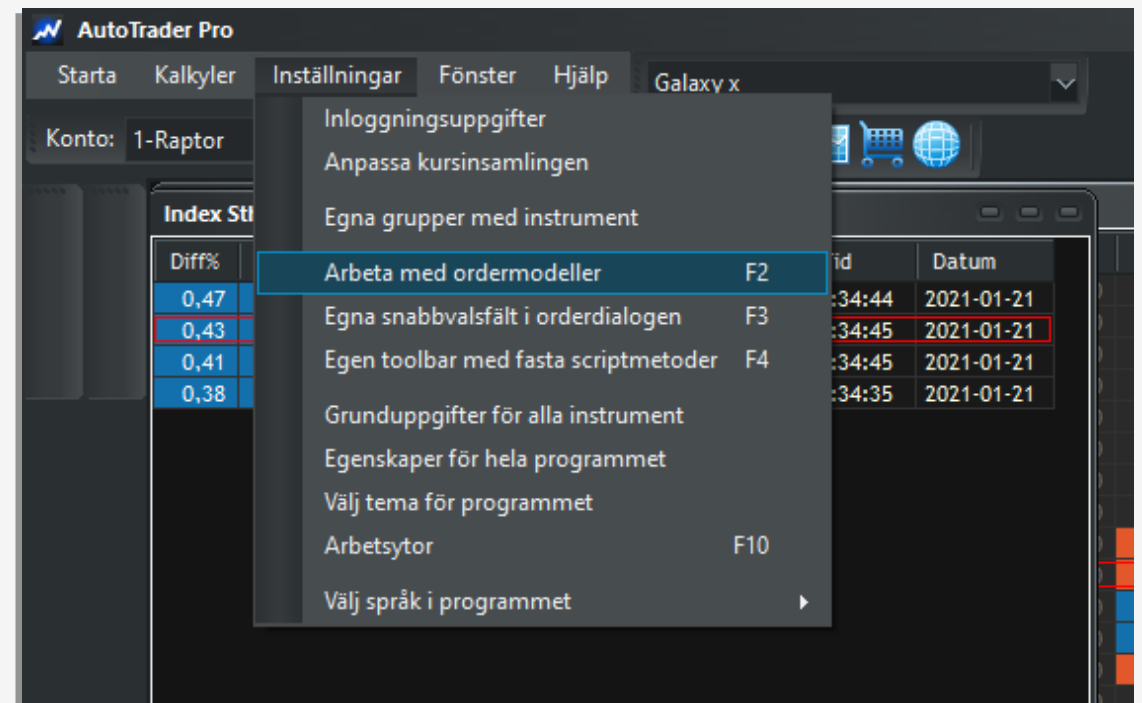 AutoTrader Pro
Starta Kalkyler Inställningar Fönster Hjälp Galaxy x
Konto: 1-Raptor
Inloggningsuppgifter
Anpassa kursinsamlingen
Egna grupper med instrument
Arbeta med ordermodeller F2
Egna snabbvalsfält i orderdialogen F3
Egen toolbar med fasta scriptmetoder F4
Grunduppgifter för alla instrument
Egenskaper för hela programmet
Välj tema för programmet
Arbetsytor F10
Välj språk i programmet
Index
Diff% Datum
0,47 :34:44 2021-01-21
0,43 :34:45 2021-01-21
0,41 :34:45 2021-01-21
0,38 :34:35 2021-01-21